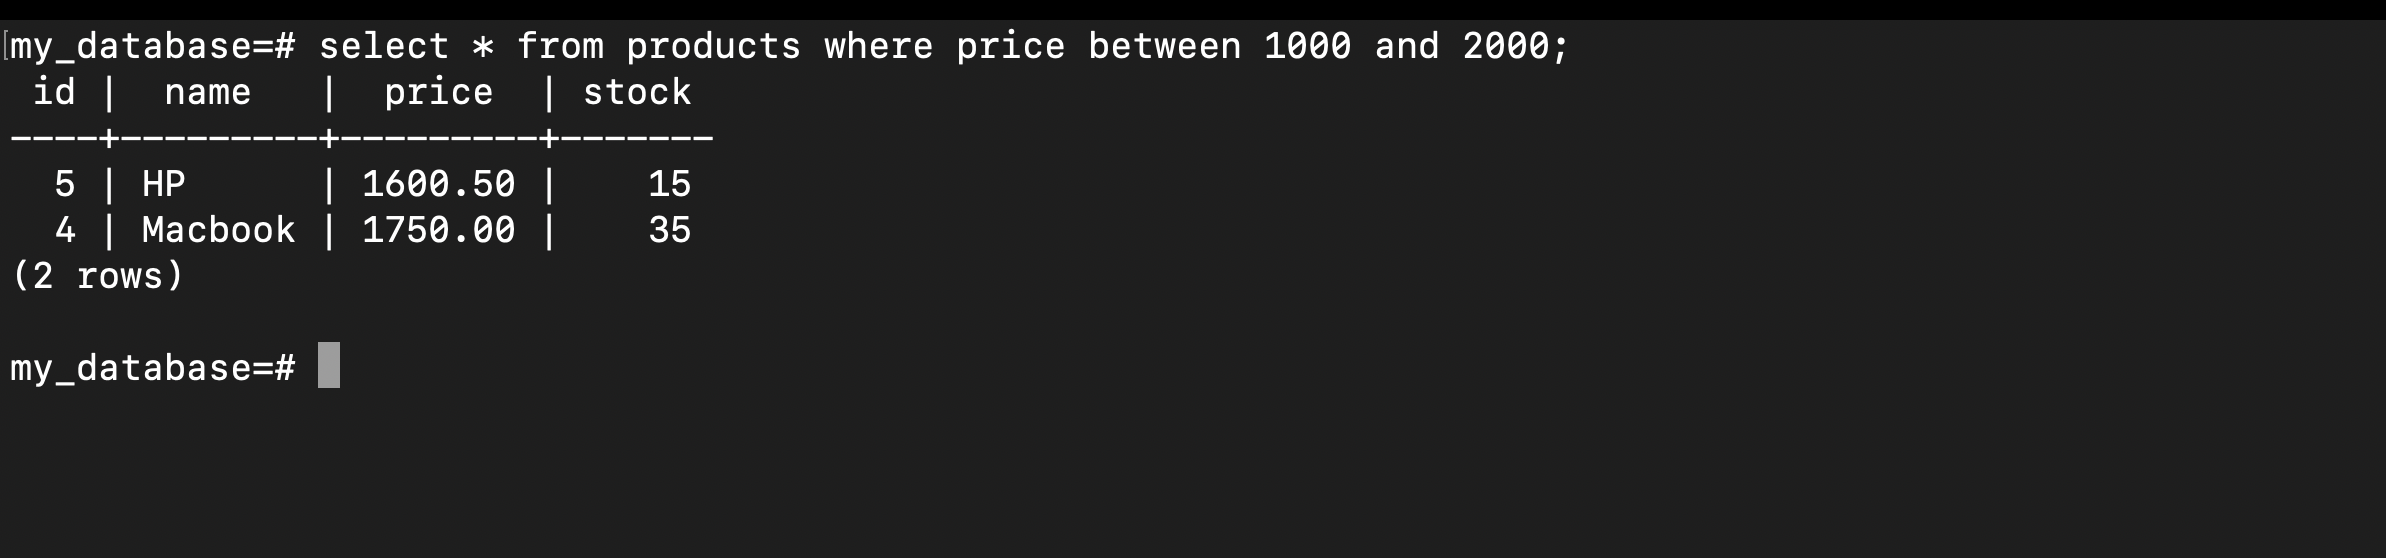 my_database=# select * from products where price between 1000 and 2000;
 id |  name   |  price  | stock
----+---------+---------+-------
  5 | HP      | 1600.50 |    15
  4 | Macbook | 1750.00 |    35
(2 rows)

my_database=#